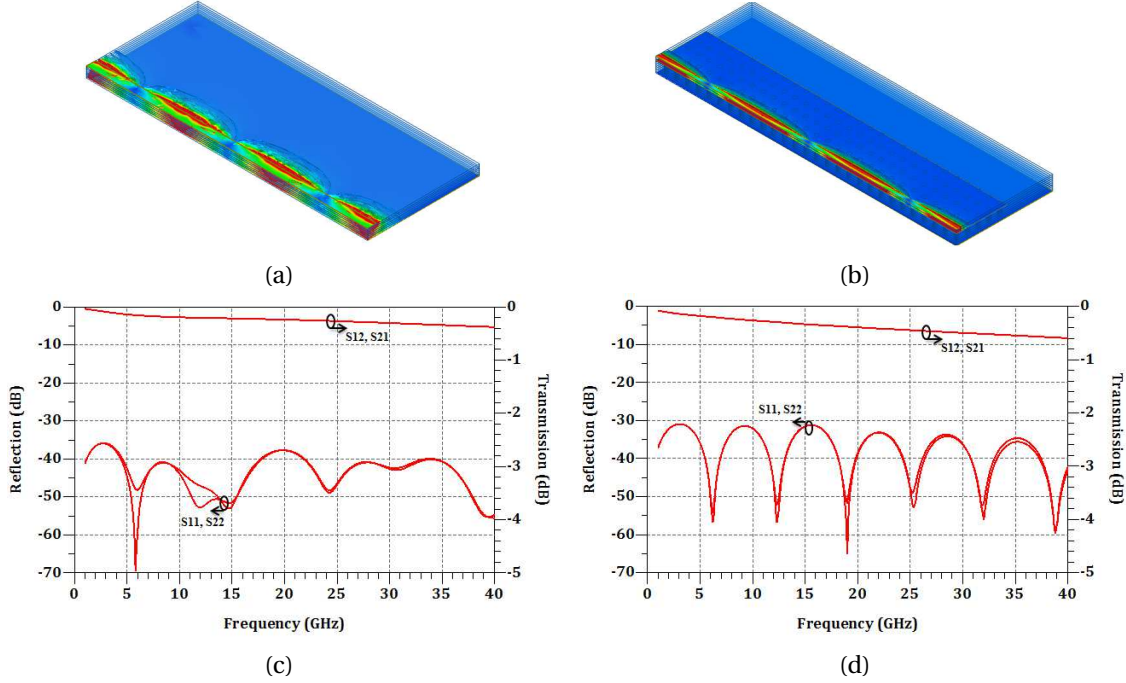 (a)
(b)
0
-10
-20
-30
-40
-50
-60
-70
Reflection (dB)
0
-1
-2
-3
-4
-5
Transmission (dB)
S12, S21
S11, S22
0 5 10 15 20 25 30 35 40
Frequency (GHz)
(c)
0
-10
-20
-30
-40
-50
-60
-70
Reflection (dB)
0
-1
-2
-3
-4
-5
Transmission (dB)
S12, S21
S11, S22
0 5 10 15 20 25 30 35 40
Frequency (GHz)
(d)